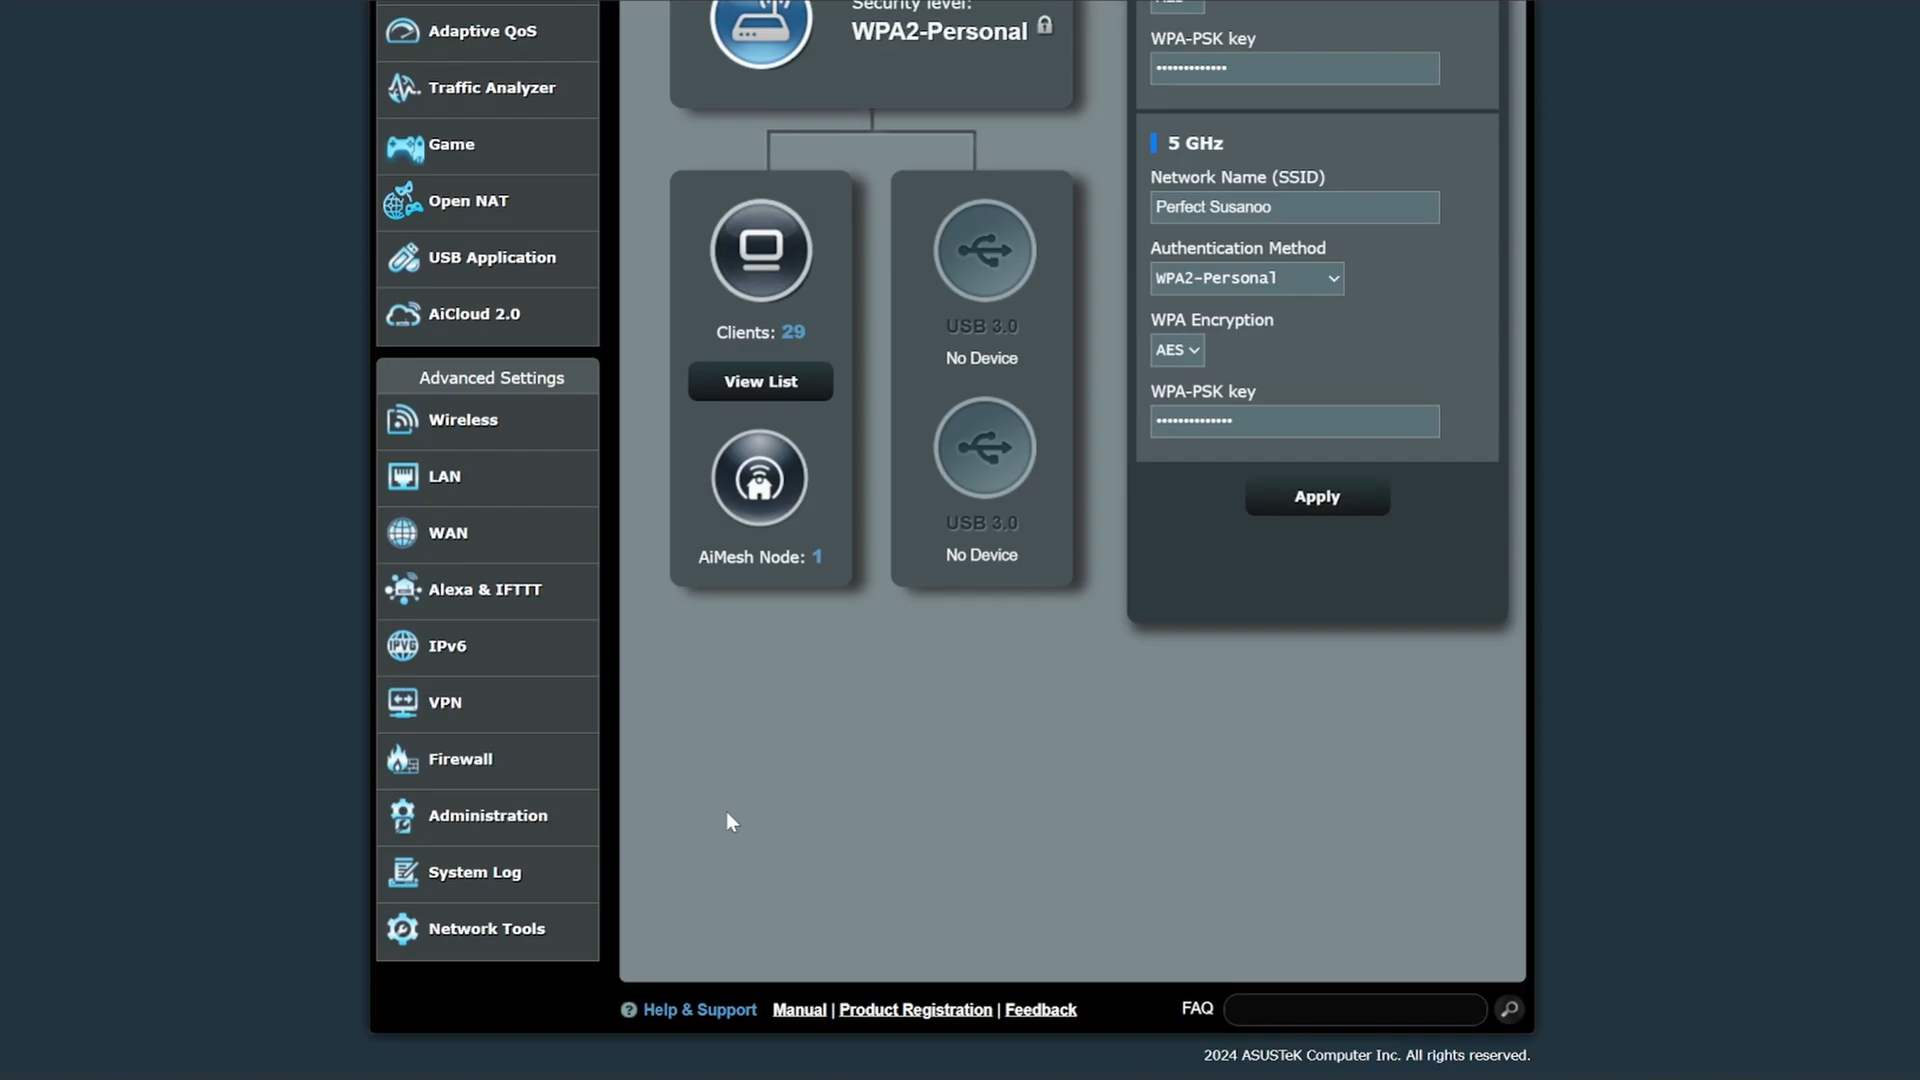 Adaptive QoS
Traffic Analyzer
Game
Open NAT
USB Application
AiCloud 2.0
Advanced Settings
Wireless
LAN
WAN
Alexa & IFTTT
IPv6
VPN
Firewall
Administration
System Log
Network Tools
Security level:
WPA2-Personal
Clients: 29
View List
AiMesh Node: 1
USB 3.0
No Device
USB 3.0
No Device
AES
WPA-PSK key
•••••••••••••
5 GHz
Network Name (SSID)
Perfect Susanoo
Authentication Method
WPA2-Personal
WPA Encryption
AES
WPA-PSK key
••••••••••••••
Apply
Help & Support Manual | Product Registration | Feedback FAQ
2024 ASUSTeK Computer Inc. All rights reserved.